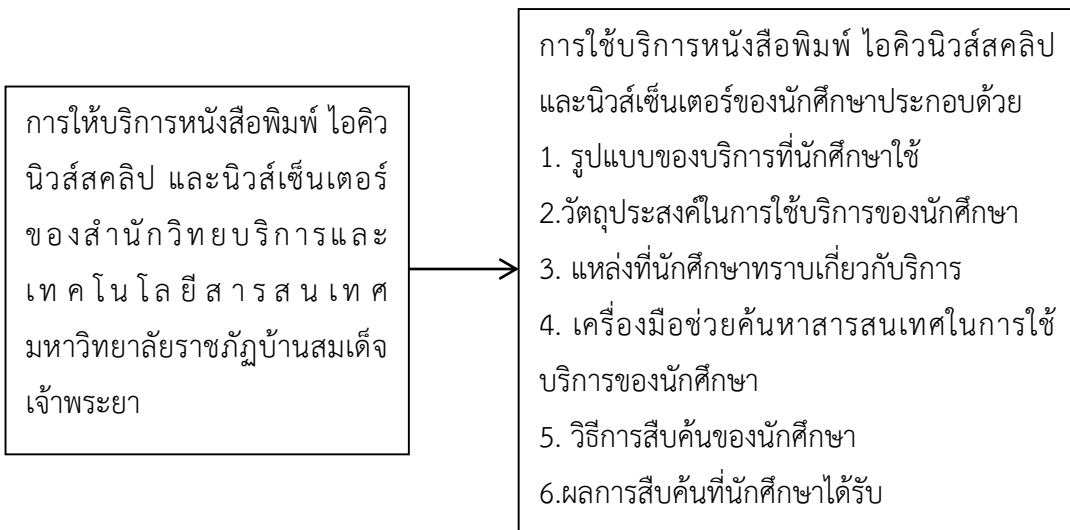 การให้บริการหนังสือพิมพ์ ไอคิว
นิวส์สคลิป และนิวส์เซ็นเตอร์
ของสำนักวิทยบริการและ
เทคโนโลยีสารสนเทศ
มหาวิทยาลัยราชภัฏบ้านสมเด็จ
เจ้าพระยา
การใช้บริการหนังสือพิมพ์ ไอคิวนิวส์สคลิป
และนิวส์เซ็นเตอร์ของนักศึกษาประกอบด้วย
1. รูปแบบของบริการที่นักศึกษาใช้
2.วัตถุประสงค์ในการใช้บริการของนักศึกษา
3. แหล่งที่นักศึกษาทราบเกี่ยวกับบริการ
4. เครื่องมือช่วยค้นหาสารสนเทศในการใช้
บริการของนักศึกษา
5. วิธีการสืบค้นของนักศึกษา
6.ผลการสืบค้นที่นักศึกษาได้รับ